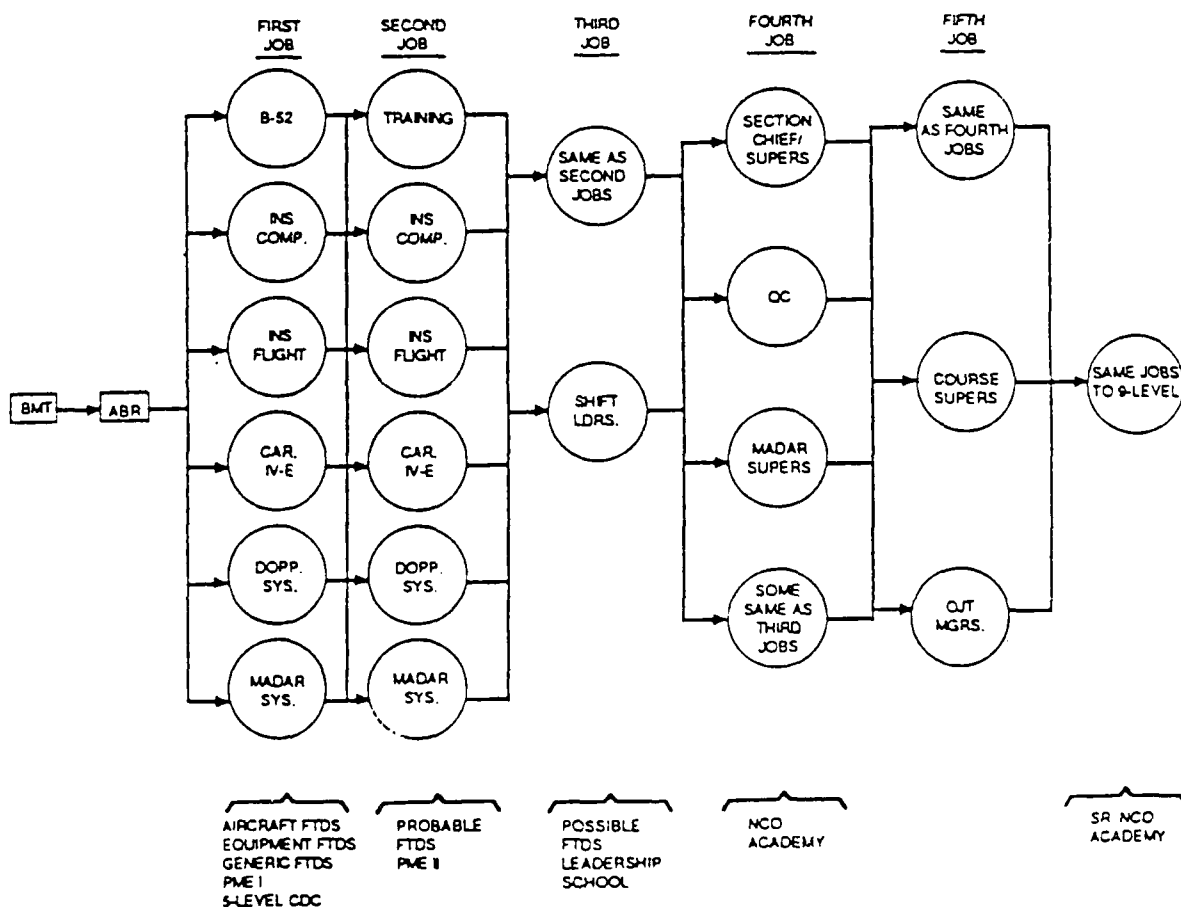 FIRST JOB
SECOND JOB
THIRD JOB
FOURTH JOB
FIFTH JOB
BMT
ABR
B-52
INS
COMP.
INS
FLIGHT
CAR.
IV-E
DOPP.
SYS.
MADAR
SYS.
TRAINING
INS
COMP.
INS
FLIGHT
CAR.
IV-E
DOPP.
SYS.
MADAR
SYS.
SAME AS
SECOND
JOBS
SHIFT
LDRS.
SECTION
CHIEF/
SUPERS
QC
MADAR
SUPERS
SOME
SAME AS
THIRD
JOBS
SAME
AS FOURTH
JOBS
COURSE
SUPERS
OJT
MGRS.
SAME JOBS
TO 9-LEVEL
AIRCRAFT FTDS
EQUIPMENT FTDS
GENERIC FTDS
PME I
5-LEVEL CDC
PROBABLE
FTDS
PME II
POSSIBLE
FTDS
LEADERSHIP
SCHOOL
NCO
ACADEMY
SR NCO
ACADEMY